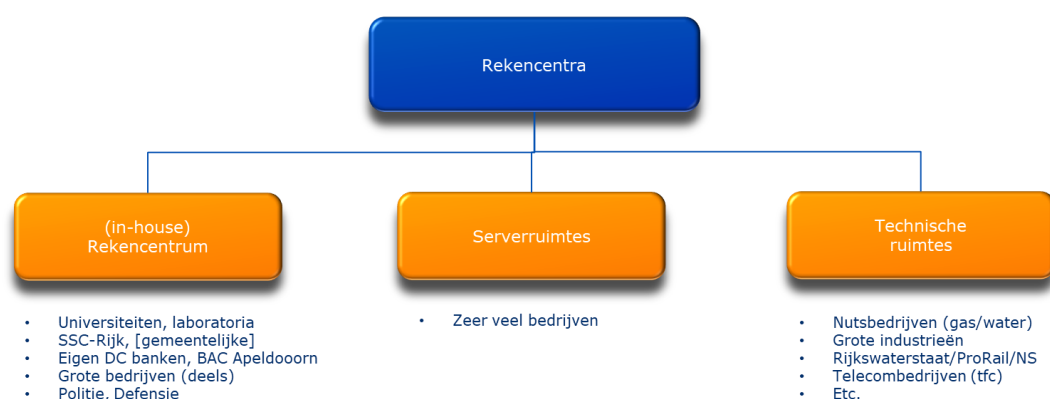 Rekencentra
(in-house)
Rekencentrum
Serverruimtes
Technische
ruimtes
• Universiteiten, laboratoria
• SSC-Rijk, [gemeentelijke]
• Eigen DC banken, BAC Apeldooorn
• Grote bedrijven (deels)
• Politie, Defensie
• Zeer veel bedrijven
• Nutsbedrijven (gas/water)
• Grote industrieën
• Rijkswaterstaat/ProRail/NS
• Telecombedrijven (tfc)
• Etc.